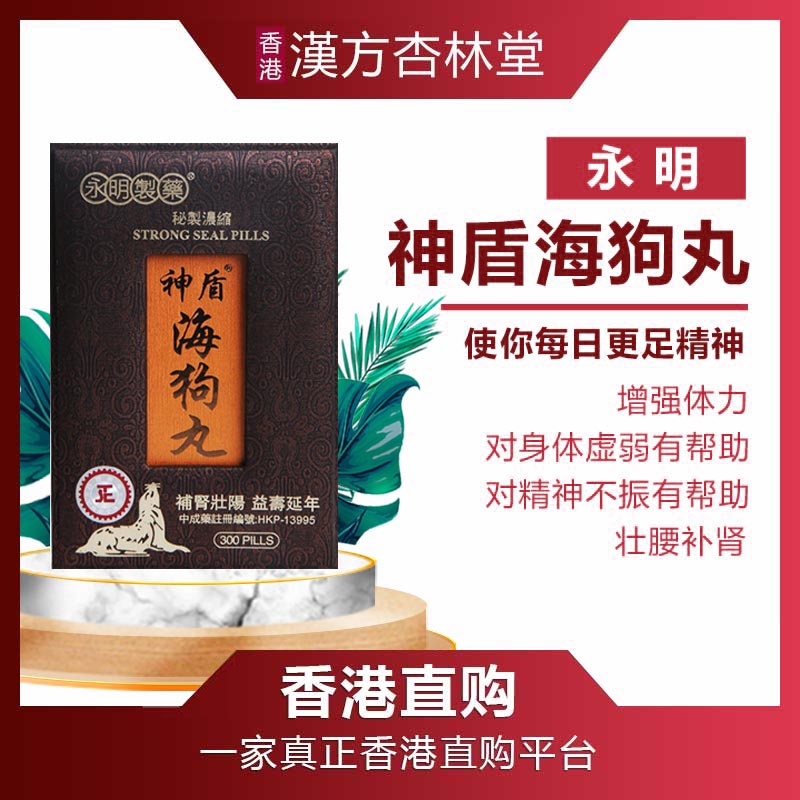 香港 漢方杏林堂
永明製藥®
秘製濃縮
STRONG SEAL PILLS
神盾®
海狗丸
正
補腎壯陽 益壽延年
中成藥註冊編號:HKP-13995
300 PILLS
永明
神盾海狗丸
使你每日更足精神
增强体力
对身体虚弱有帮助
对精神不振有帮助
壮腰补肾
香港直购
一家真正香港直购平台